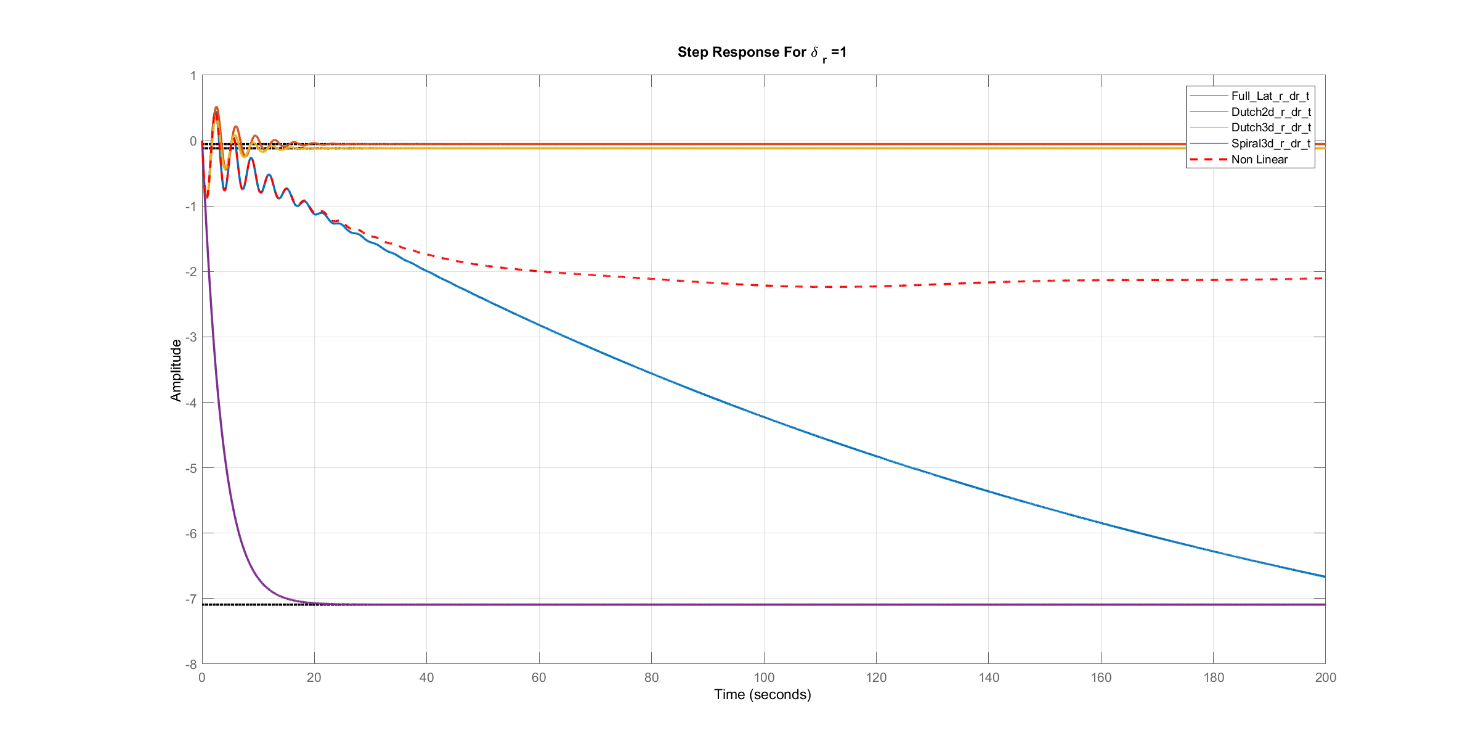 Step Response For δ r =1
1
0
-1
-2
-3
-4
-5
-6
-7
-8
Amplitude
Full_Lat_r_dr_t
Dutch2d_r_dr_t
Dutch3d_r_dr_t
Spiral3d_r_dr_t
Non Linear
0 20 40 60 80 100 120 140 160 180 200
Time (seconds)